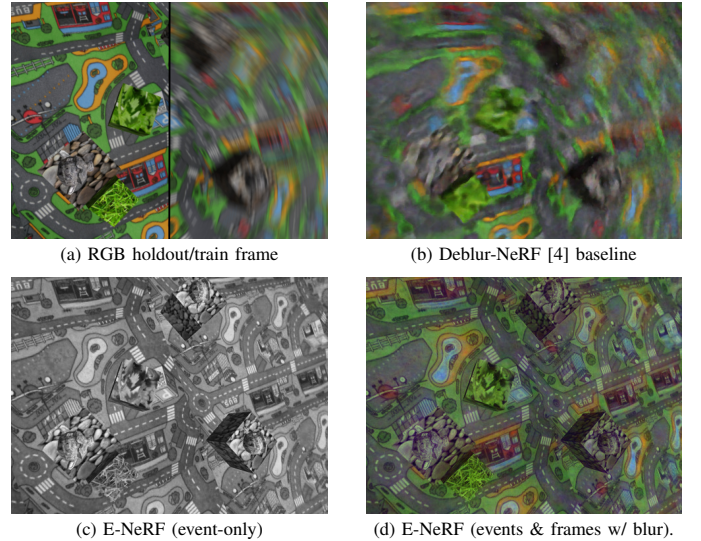 (a) RGB holdout/train frame
(b) Deblur-NeRF [4] baseline
(c) E-NeRF (event-only)
(d) E-NeRF (events & frames w/ blur).